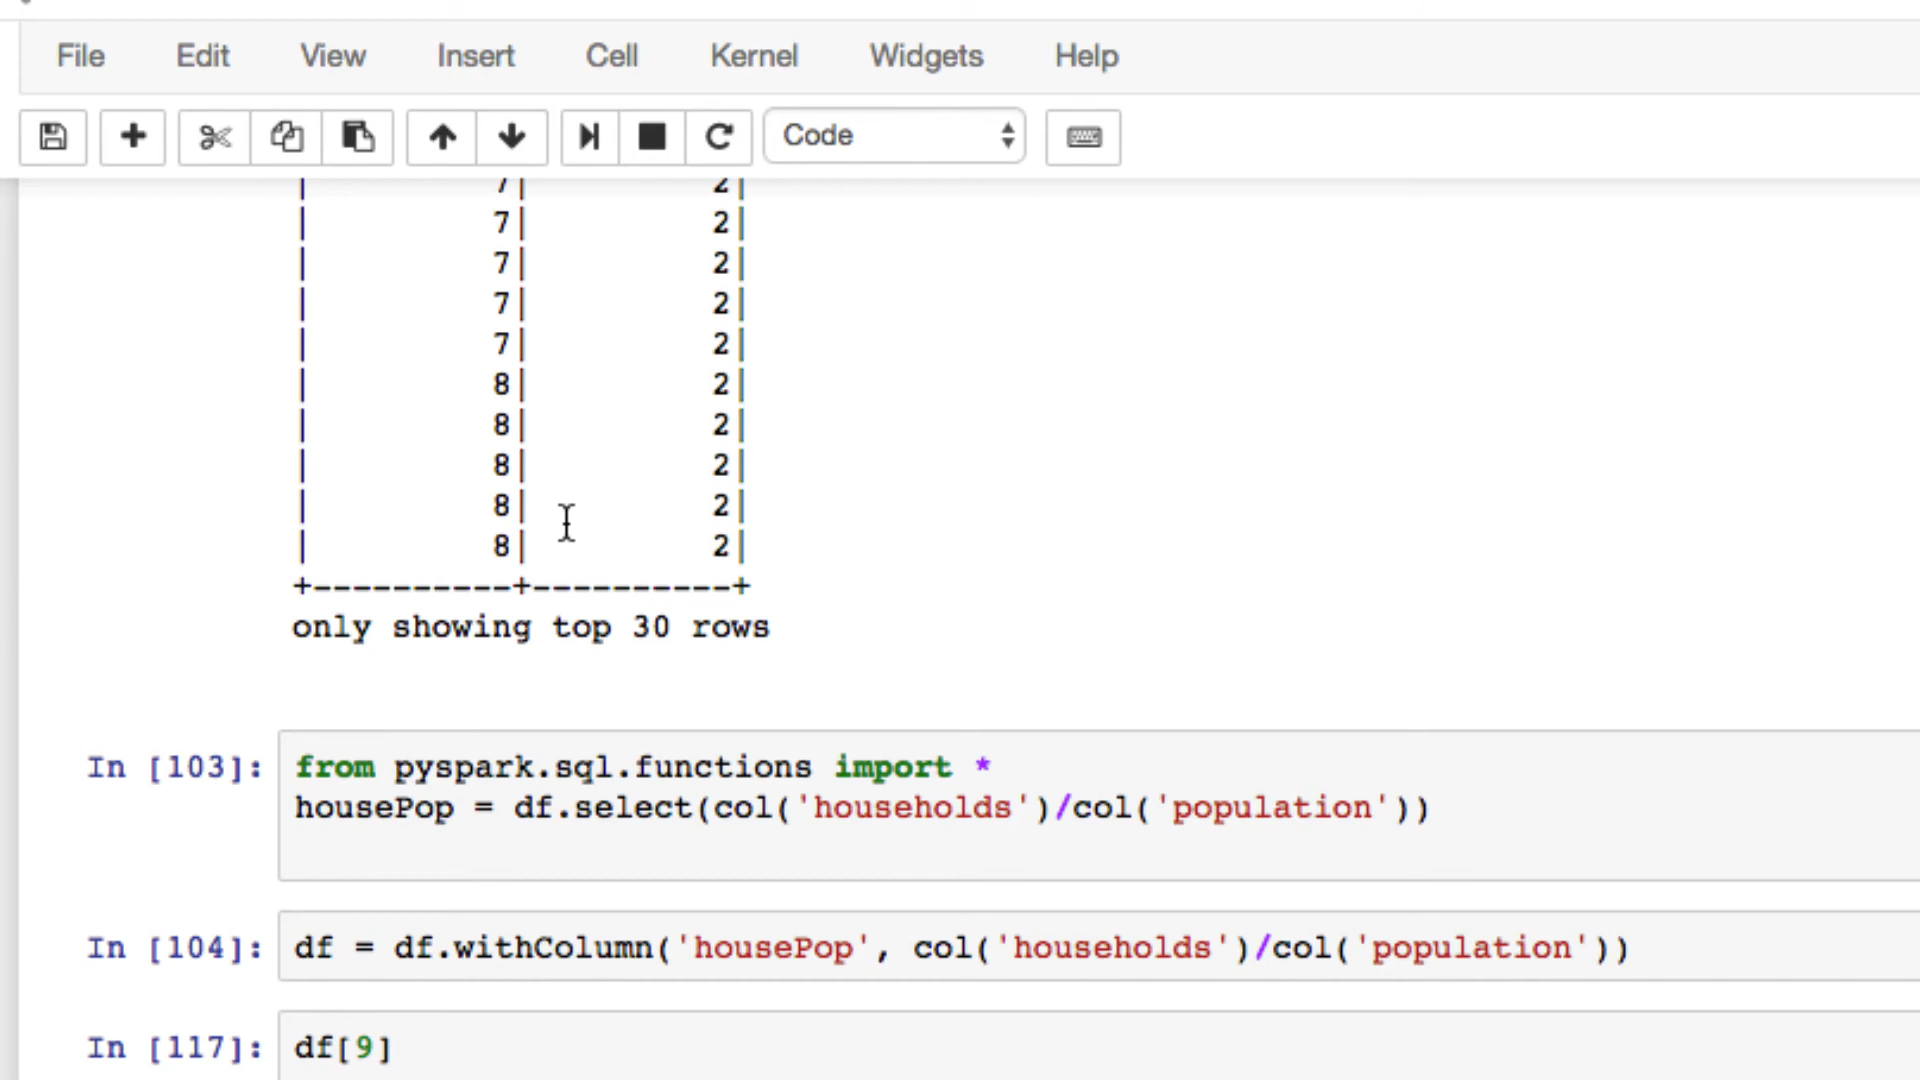 File Edit View Insert Cell Kernel Widgets Help
Code
| 7| 2|
| 7| 2|
| 7| 2|
| 7| 2|
| 7| 2|
| 8| 2|
| 8| 2|
| 8| 2|
| 8| 2|
| 8| 2|
+----------+----------+
only showing top 30 rows
In [103]: from pyspark.sql.functions import *
housePop = df.select(col('households')/col('population'))
In [104]: df = df.withColumn('housePop', col('households')/col('population'))
In [117]: df[9]